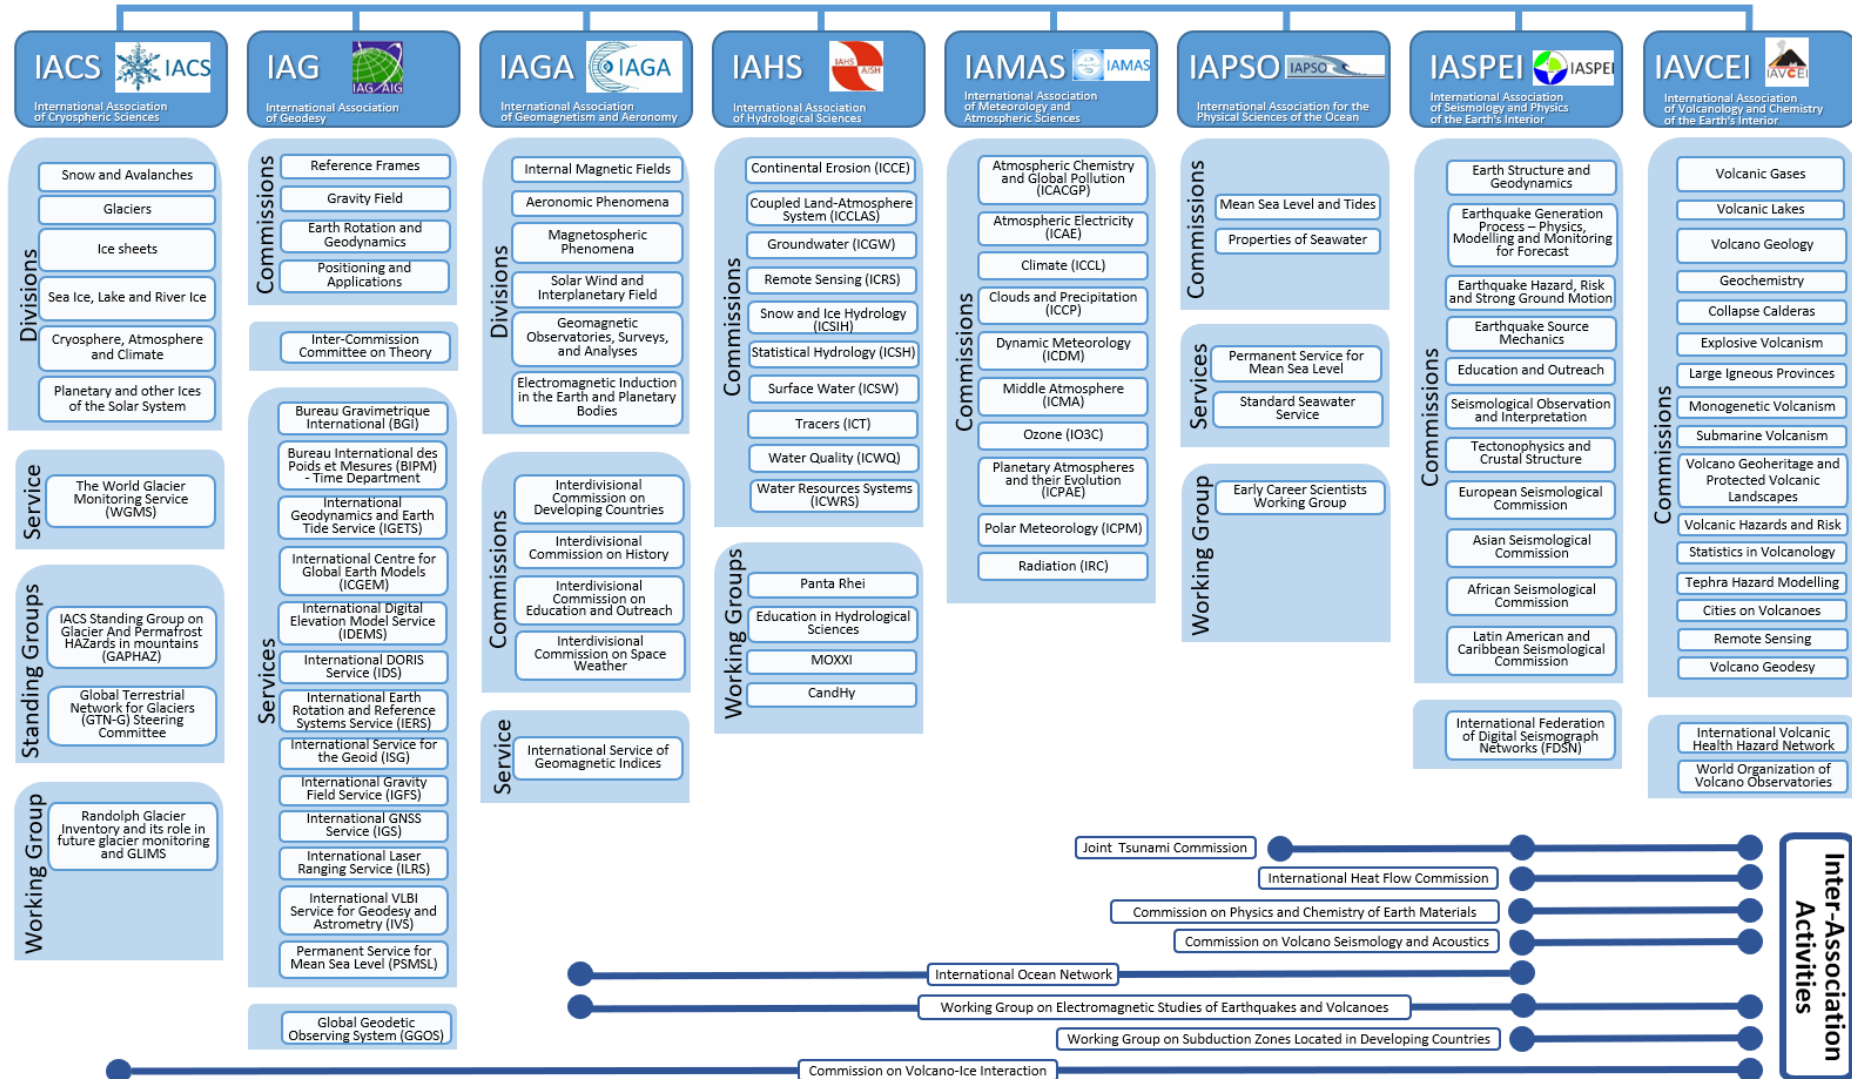 IACS
IACS
International Association
of Cryospheric Sciences
IAG
IAG AIG
International Association
of Geodesy
IAGA
IAGA
International Association
of Geomagnetism and Aeronomy
IAHS
IAHS
AISH
International Association
of Hydrological Sciences
IAMAS
IAMAS
International Association
of Meteorology and
Atmospheric Sciences
IAPSO
IAPSO
International Association for the
Physical Sciences of the Ocean
IASPEI
IASPEI
International Association
of Seismology and Physics
of the Earth's Interior
IAVCEI
IAVCEI
International Association
of Volcanology and Chemistry
of the Earth's Interior
Divisions
Snow and Avalanches
Glaciers
Ice sheets
Sea Ice, Lake and River Ice
Cryosphere, Atmosphere
and Climate
Planetary and other Ices
of the Solar System
Service
The World Glacier
Monitoring Service
(WGMS)
Standing Groups
IACS Standing Group on
Glacier And Permafrost
HAZards in mountains
(GAPHAZ)
Global Terrestrial
Network for Glaciers
(GTN-G) Steering
Committee
Working Group
Randolph Glacier
Inventory and its role in
future glacier monitoring
and GLIMS
Commissions
Reference Frames
Gravity Field
Earth Rotation and
Geodynamics
Positioning and
Applications
Inter-Commission
Committee on Theory
Services
Bureau Gravimetrique
International (BGI)
Bureau International des
Poids et Mesures (BIPM)
- Time Department
International
Geodynamics and Earth
Tide Service (IGETS)
International Centre for
Global Earth Models
(ICGEM)
International Digital
Elevation Model Service
(IDEMS)
International DORIS
Service (IDS)
International Earth
Rotation and Reference
Systems Service (IERS)
International Service for
the Geoid (ISG)
International Gravity
Field Service (IGFS)
International GNSS
Service (IGS)
International Laser
Ranging Service (ILRS)
International VLBI
Service for Geodesy and
Astrometry (IVS)
Permanent Service for
Mean Sea Level (PSMSL)
Global Geodetic
Observing System (GGOS)
Divisions
Internal Magnetic Fields
Aeronomic Phenomena
Magnetospheric
Phenomena
Solar Wind and
Interplanetary Field
Geomagnetic
Observatories, Surveys,
and Analyses
Electromagnetic Induction
in the Earth and Planetary
Bodies
Commissions
Interdivisional
Commission on
Developing Countries
Interdivisional
Commission on History
Interdivisional
Commission on
Education and Outreach
Interdivisional
Commission on Space
Weather
Service
International Service of
Geomagnetic Indices
Commissions
Continental Erosion (ICCE)
Coupled Land-Atmosphere
System (ICCLAS)
Groundwater (ICGW)
Remote Sensing (ICRS)
Snow and Ice Hydrology
(ICSIH)
Statistical Hydrology (ICSH)
Surface Water (ICSW)
Tracers (ICT)
Water Quality (ICWQ)
Water Resources Systems
(ICWRS)
Working Groups
Panta Rhei
Education in Hydrological
Sciences
MOXXI
CandHy
Commissions
Atmospheric Chemistry
and Global Pollution
(ICACGP)
Atmospheric Electricity
(ICAE)
Climate (ICCL)
Clouds and Precipitation
(ICCP)
Dynamic Meteorology
(ICDM)
Middle Atmosphere
(ICMA)
Ozone (IO3C)
Planetary Atmospheres
and their Evolution
(ICPAE)
Polar Meteorology (ICPM)
Radiation (IRC)
Commissions
Mean Sea Level and Tides
Properties of Seawater
Services
Permanent Service for
Mean Sea Level
Standard Seawater
Service
Working Group
Early Career Scientists
Working Group
Commissions
Earth Structure and
Geodynamics
Earthquake Generation
Process – Physics,
Modelling and Monitoring
for Forecast
Earthquake Hazard, Risk
and Strong Ground Motion
Earthquake Source
Mechanics
Education and Outreach
Seismological Observation
and Interpretation
Tectonophysics and
Crustal Structure
European Seismological
Commission
Asian Seismological
Commission
African Seismological
Commission
Latin American and
Caribbean Seismological
Commission
International Federation
of Digital Seismograph
Networks (FDSN)
Commissions
Volcanic Gases
Volcanic Lakes
Volcano Geology
Geochemistry
Collapse Calderas
Explosive Volcanism
Large Igneous Provinces
Monogenetic Volcanism
Submarine Volcanism
Volcano Geoheritage and
Protected Volcanic
Landscapes
Volcanic Hazards and Risk
Statistics in Volcanology
Tephra Hazard Modelling
Cities on Volcanoes
Remote Sensing
Volcano Geodesy
International Volcanic
Health Hazard Network
World Organization of
Volcano Observatories
Joint Tsunami Commission
International Heat Flow Commission
Commission on Physics and Chemistry of Earth Materials
Commission on Volcano Seismology and Acoustics
International Ocean Network
Working Group on Electromagnetic Studies of Earthquakes and Volcanoes
Working Group on Subduction Zones Located in Developing Countries
Commission on Volcano-Ice Interaction
Inter-Association
Activities